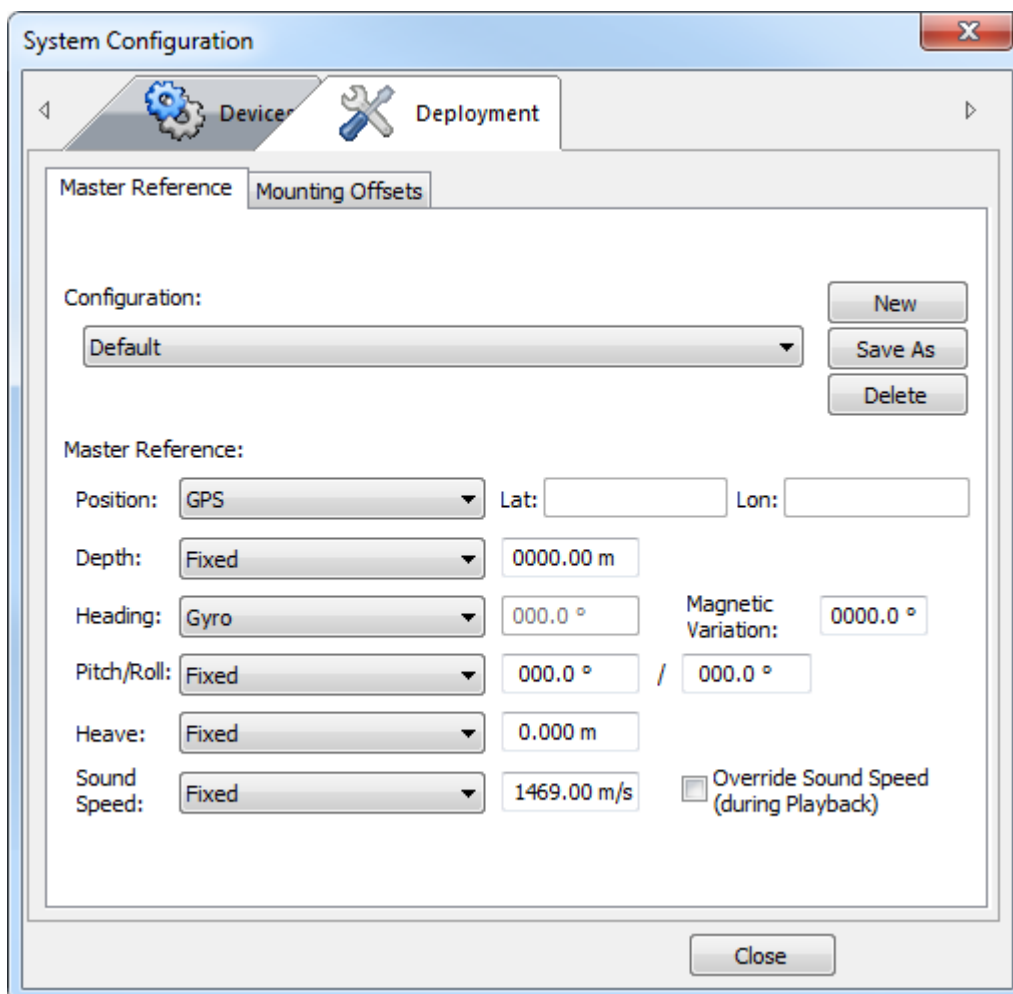 System Configuration
Devices Deployment
Master Reference Mounting Offsets
Configuration:
New
Default
Save As
Delete
Master Reference:
Position: GPS Lat: Lon:
Depth: Fixed 0000.00 m
Heading: Gyro 000.0 ° Magnetic
Variation: 0000.0 °
Pitch/Roll: Fixed 000.0 ° / 000.0 °
Heave: Fixed 0.000 m
Sound
Speed: Fixed 1469.00 m/s Override Sound Speed
(during Playback)
Close